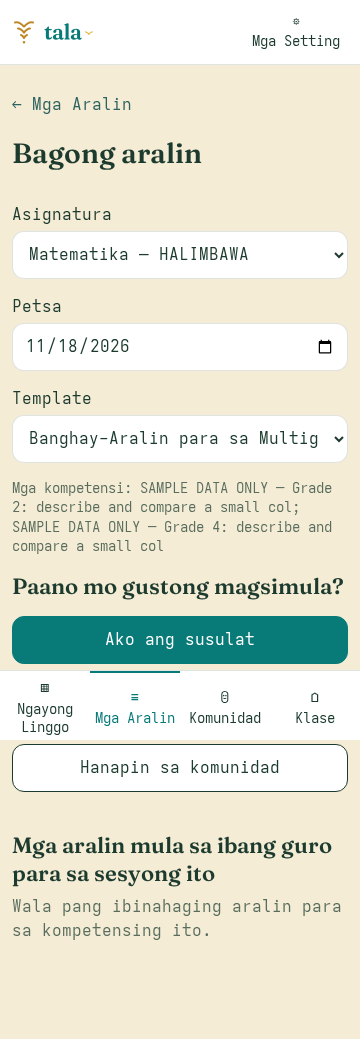 tala
Mga Setting
← Mga Aralin
Bagong aralin
Asignatura
Matematika — HALIMBAWA
Petsa
11/18/2026
Template
Banghay-Aralin para sa Multig
Mga kompetensi: SAMPLE DATA ONLY — Grade
2: describe and compare a small col;
SAMPLE DATA ONLY — Grade 4: describe and
compare a small col
Paano mo gustong magsimula?
Ako ang susulat
Ngayong
Linggo
Mga Aralin
Komunidad
Klase
Hanapin sa komunidad
Mga aralin mula sa ibang guro
para sa sesyong ito
Wala pang ibinahaging aralin para
sa kompetensing ito.